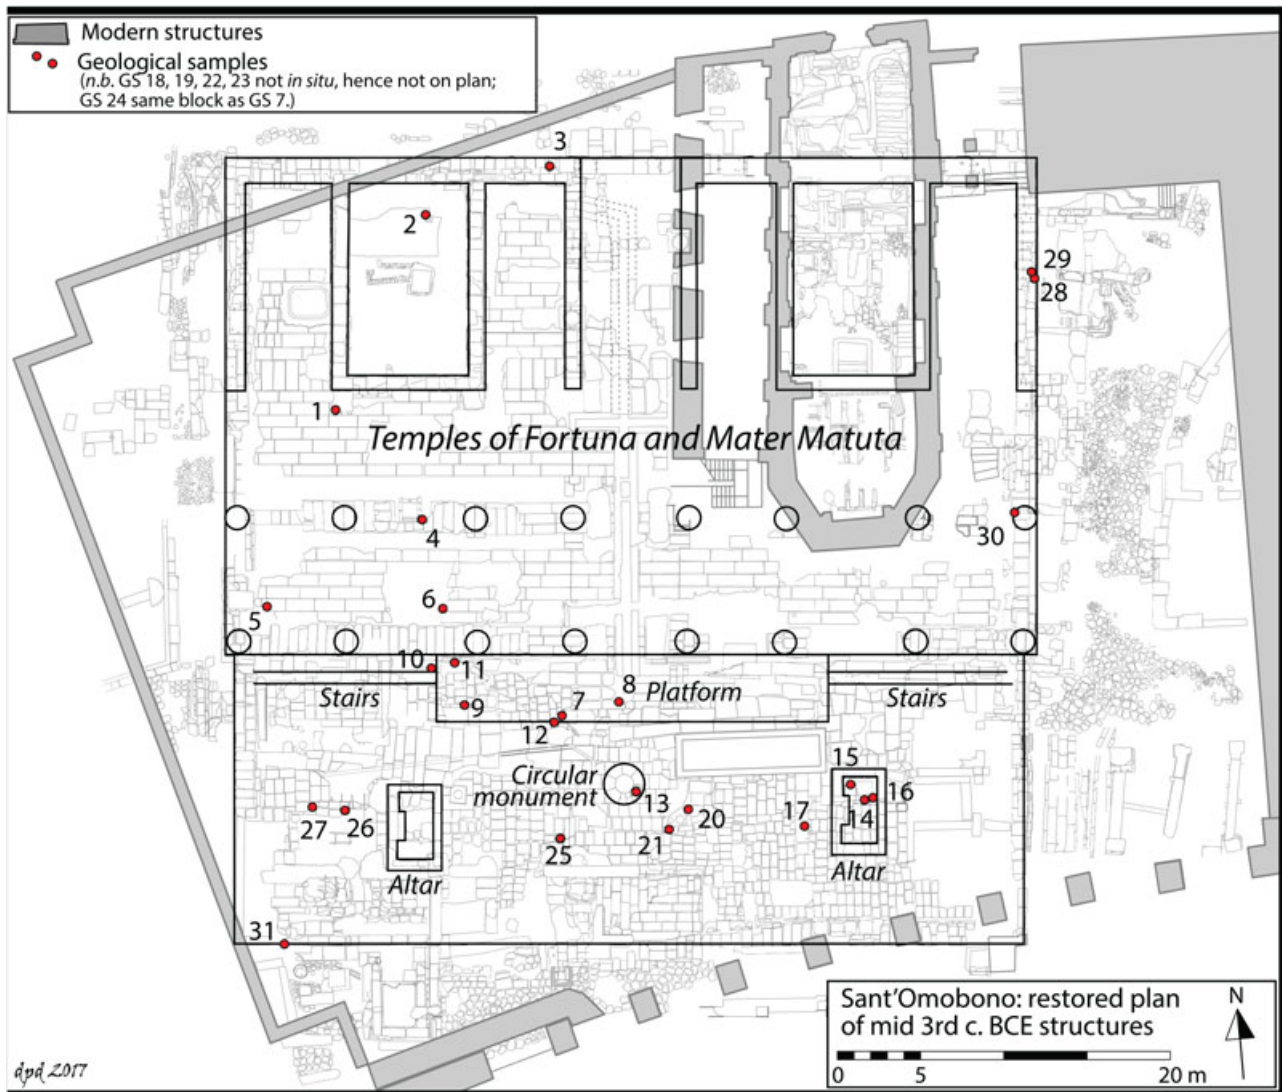 Modern structures
Geological samples
(n.b. GS 18, 19, 22, 23 not in situ, hence not on plan;
GS 24 same block as GS 7.)
3
2
29
28
1
Temples of Fortuna and Mater Matuta
4
30
5
6
10
11
Stairs
9
7
8
Platform
Stairs
12
15
Circular
monument
13
16
14
27
26
20
17
21
25
Altar
Altar
31
Sant'Omobono: restored plan
of mid 3rd c. BCE structures
N
0
5
20 m
dpd 2017